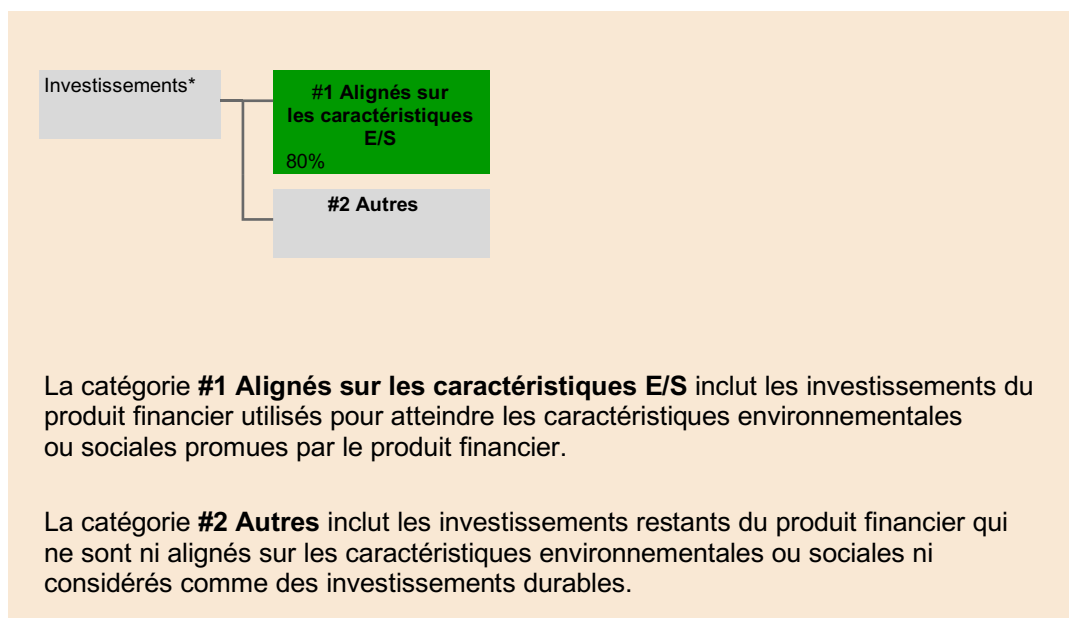 Investissements*
#1 Alignés sur
les caractéristiques
E/S
80%
#2 Autres
La catégorie #1 Alignés sur les caractéristiques E/S inclut les investissements du
produit financier utilisés pour atteindre les caractéristiques environnementales
ou sociales promues par le produit financier.
La catégorie #2 Autres inclut les investissements restants du produit financier qui
ne sont ni alignés sur les caractéristiques environnementales ou sociales ni
considérés comme des investissements durables.